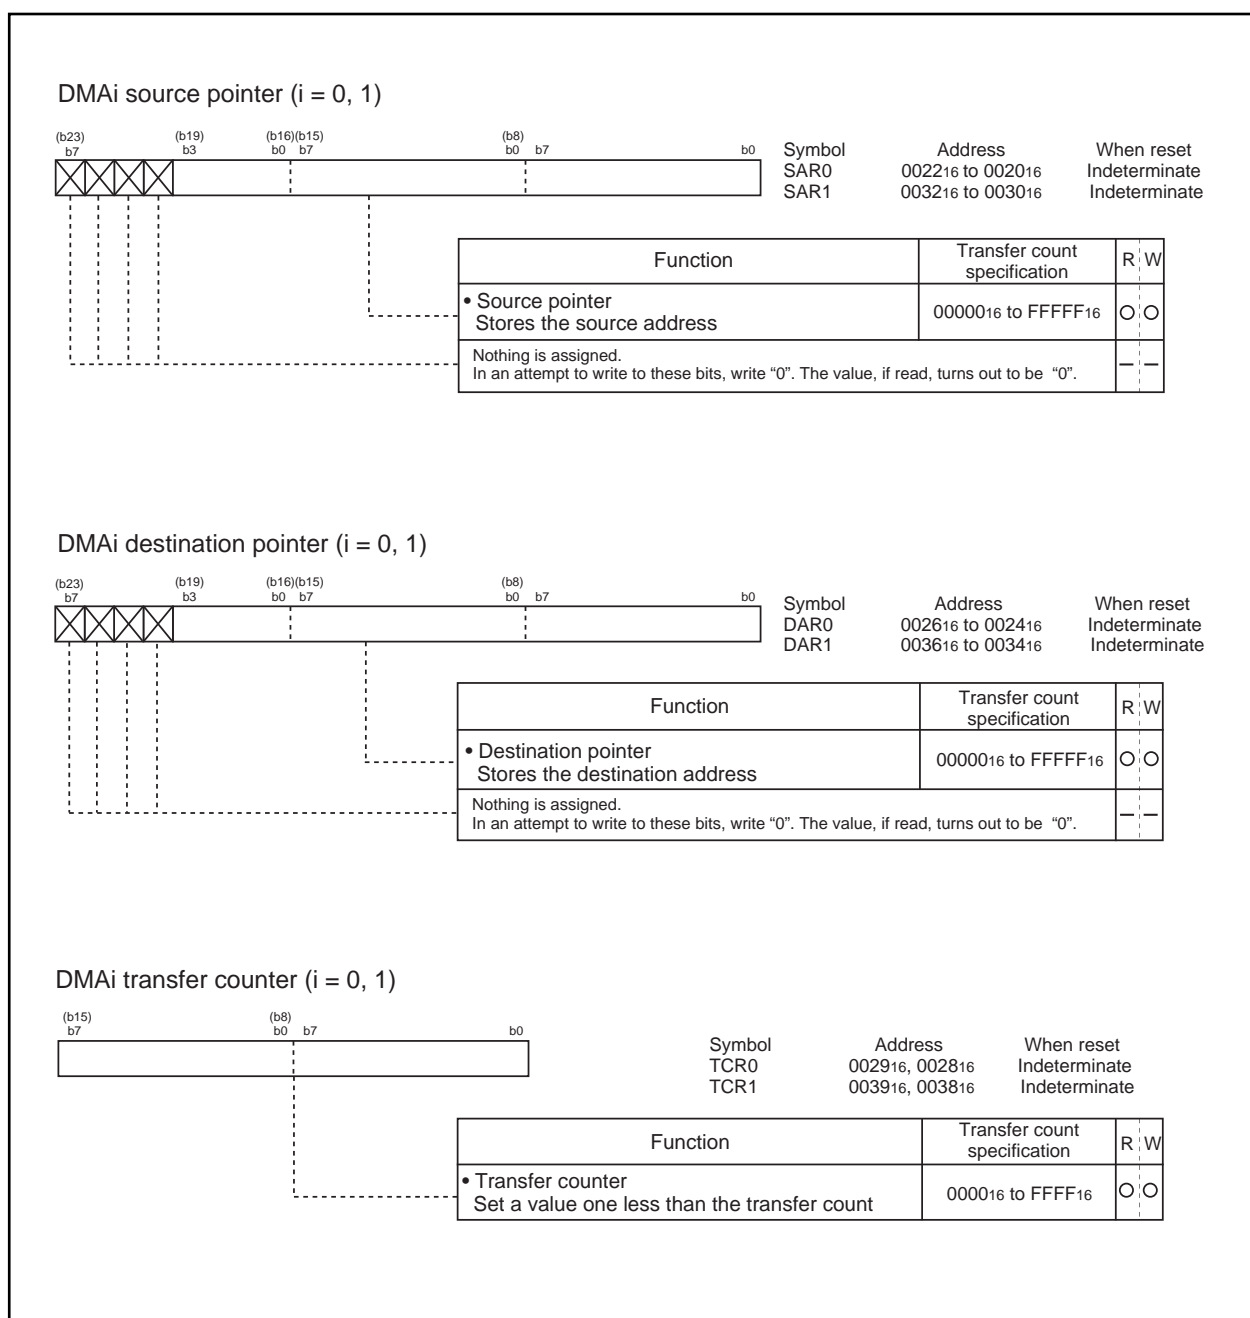 DMAi source pointer (i = 0, 1)
(b23) (b19) (b16)(b15) (b8)
b7 b3 b0 b7 b0 b7 b0
Symbol Address When reset
SAR0 002216 to 002016 Indeterminate
SAR1 003216 to 003016 Indeterminate
Function Transfer count specification R W
• Source pointer
Stores the source address 0000016 to FFFFF16
Nothing is assigned.
In an attempt to write to these bits, write “0”. The value, if read, turns out to be “0”.
DMAi destination pointer (i = 0, 1)
(b23) (b19) (b16)(b15) (b8)
b7 b3 b0 b7 b0 b7 b0
Symbol Address When reset
DAR0 002616 to 002416 Indeterminate
DAR1 003616 to 003416 Indeterminate
Function Transfer count specification R W
• Destination pointer
Stores the destination address 0000016 to FFFFF16
Nothing is assigned.
In an attempt to write to these bits, write “0”. The value, if read, turns out to be “0”.
DMAi transfer counter (i = 0, 1)
(b15) (b8)
b7 b0 b7 b0
Symbol Address When reset
TCR0 002916, 002816 Indeterminate
TCR1 003916, 003816 Indeterminate
Function Transfer count specification R W
• Transfer counter
Set a value one less than the transfer count 000016 to FFFF16